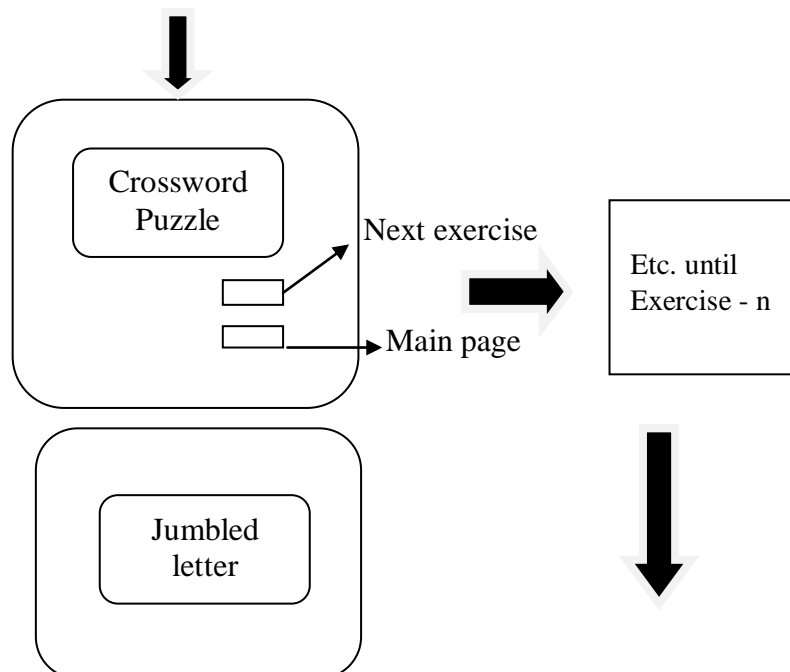 Crossword
Puzzle
Next exercise
Main page
Etc. until
Exercise - n
Jumbled
letter